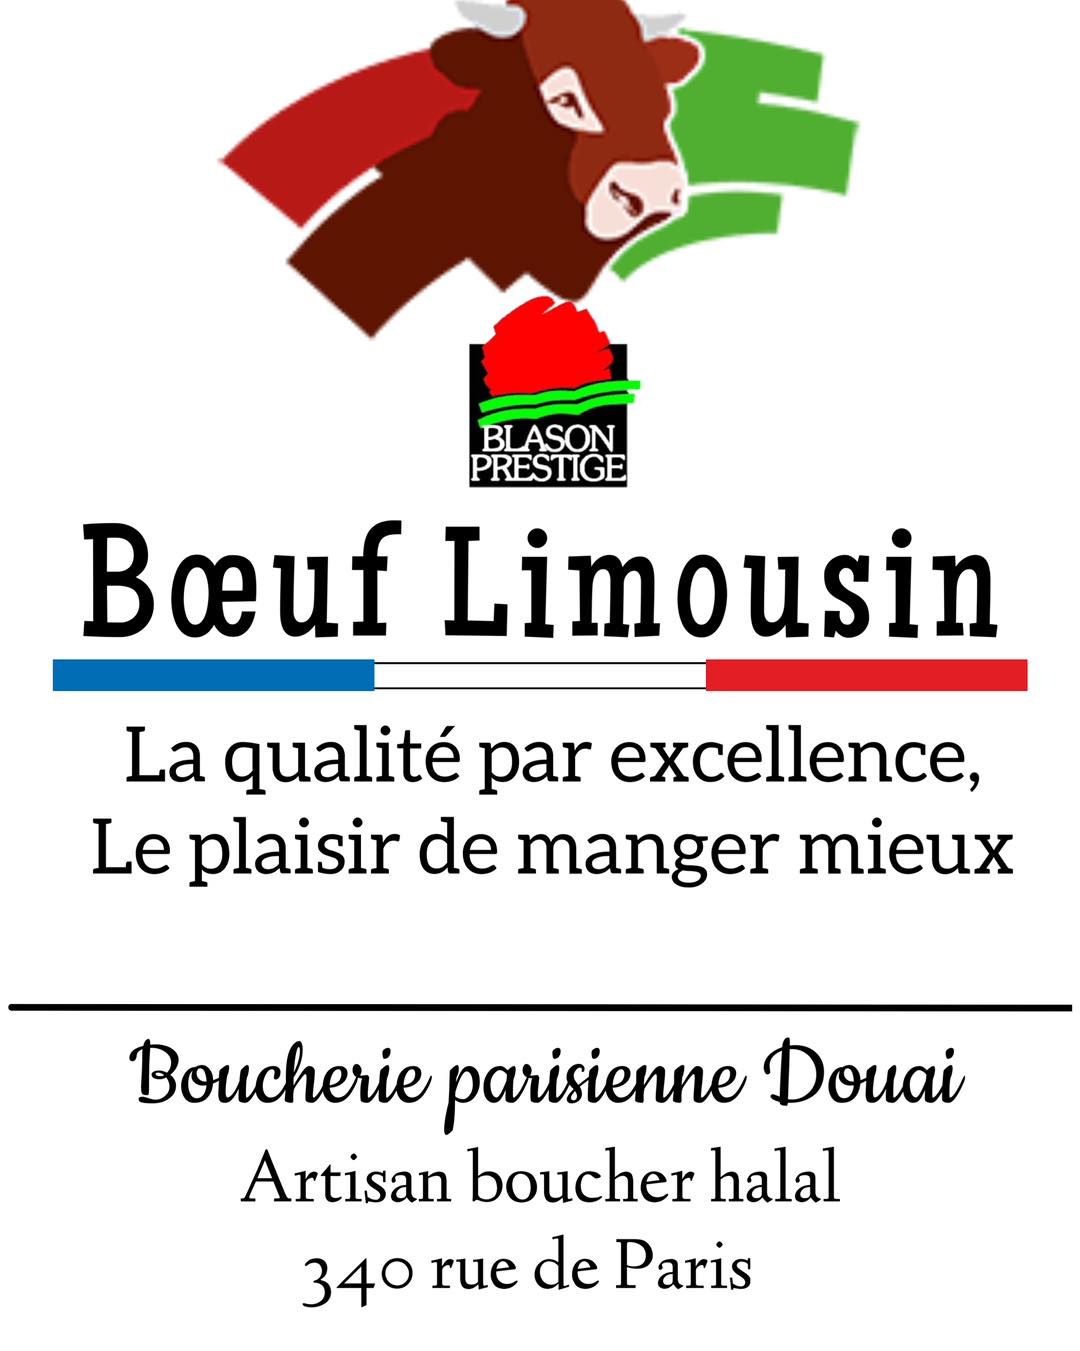 BLASON
PRESTIGE
Bœuf Limousin
La qualité par excellence,
Le plaisir de manger mieux
Boucherie parisienne Douai
Artisan boucher halal
340 rue de Paris